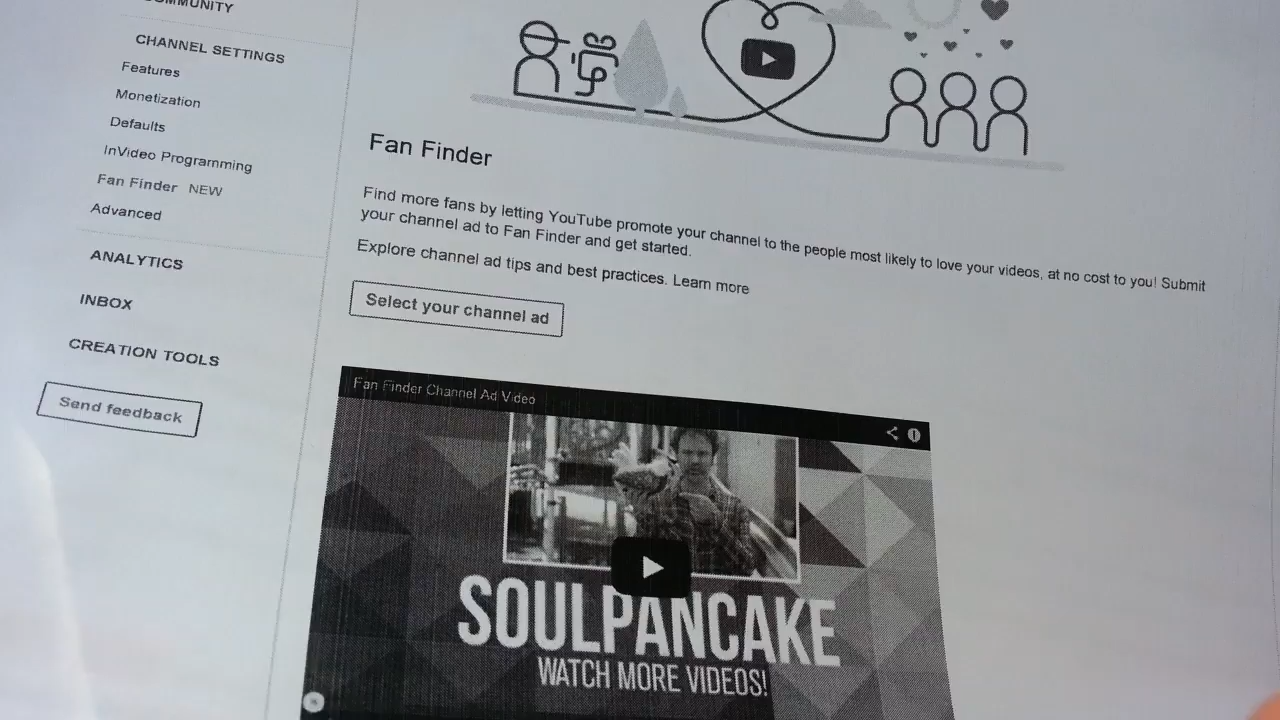 COMMUNITY
CHANNEL SETTINGS
Features
Monetization
Defaults
InVideo Programming
Fan Finder NEW
Advanced
ANALYTICS
INBOX
CREATION TOOLS
Send feedback
Fan Finder
Find more fans by letting YouTube promote your channel to the people most likely to love your videos, at no cost to you! Submit
your channel ad to Fan Finder and get started.
Explore channel ad tips and best practices. Learn more
Select your channel ad
Fan Finder Channel Ad Video
SOULPANCAKE
WATCH MORE VIDEOS!